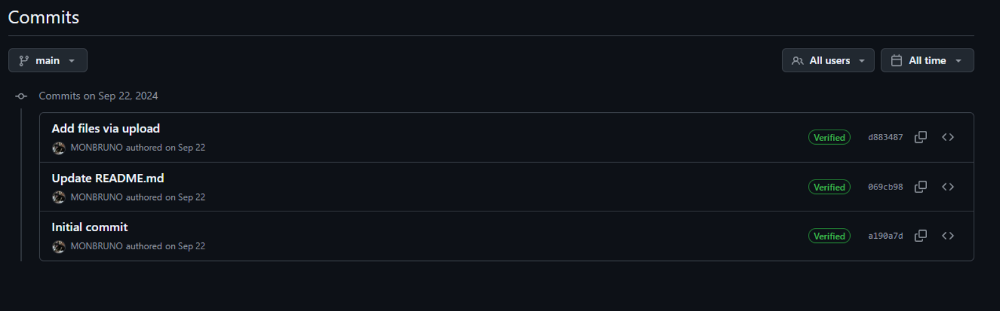 Commits
main
All users
All time
Commits on Sep 22, 2024
Add files via upload
MONBRUNO authored on Sep 22
Verified
d883487
Update README.md
MONBRUNO authored on Sep 22
Verified
069cb98
Initial commit
MONBRUNO authored on Sep 22
Verified
a190a7d